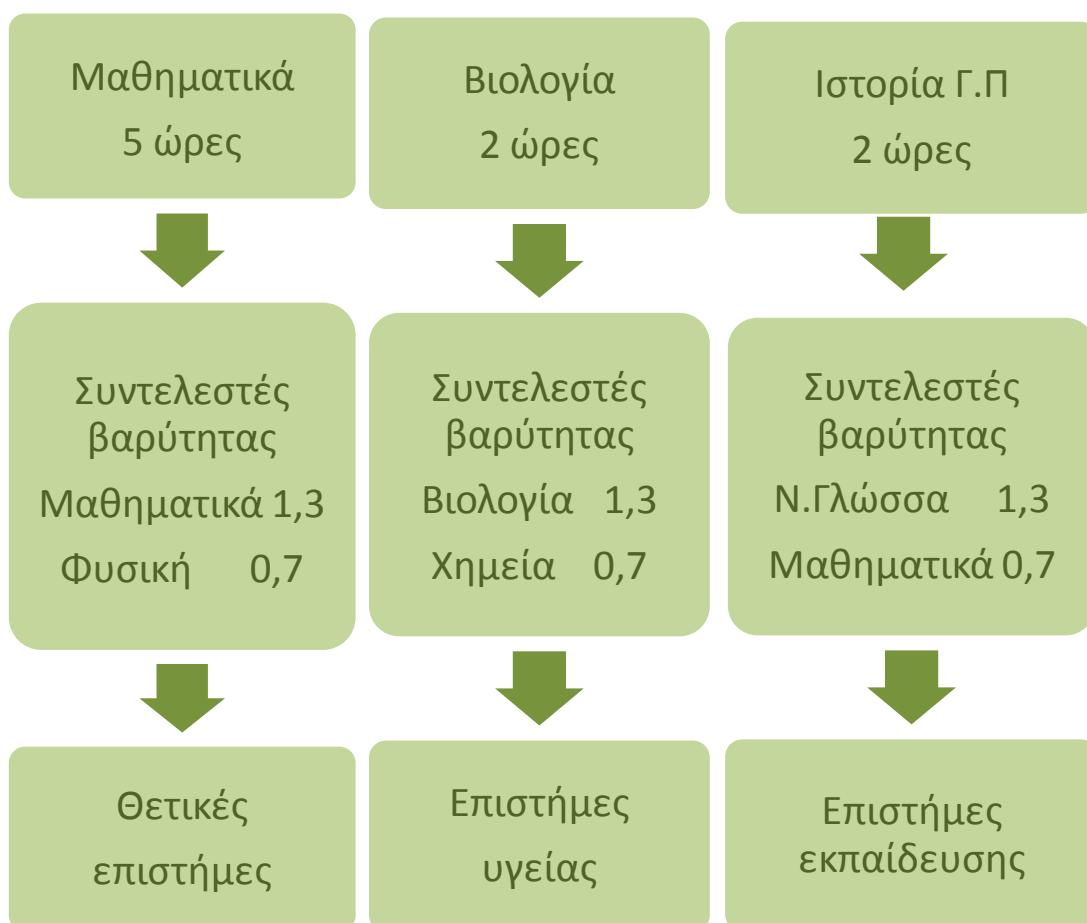 Μαθηματικά
5 ώρες
Συντελεστές
βαρύτητας
Μαθηματικά 1,3
Φυσική 0,7
Θετικές
επιστήμες
Βιολογία
2 ώρες
Συντελεστές
βαρύτητας
Βιολογία 1,3
Χημεία 0,7
Επιστήμες
υγείας
Ιστορία Γ.Π
2 ώρες
Συντελεστές
βαρύτητας
Ν.Γλώσσα 1,3
Μαθηματικά 0,7
Επιστήμες
εκπαίδευσης